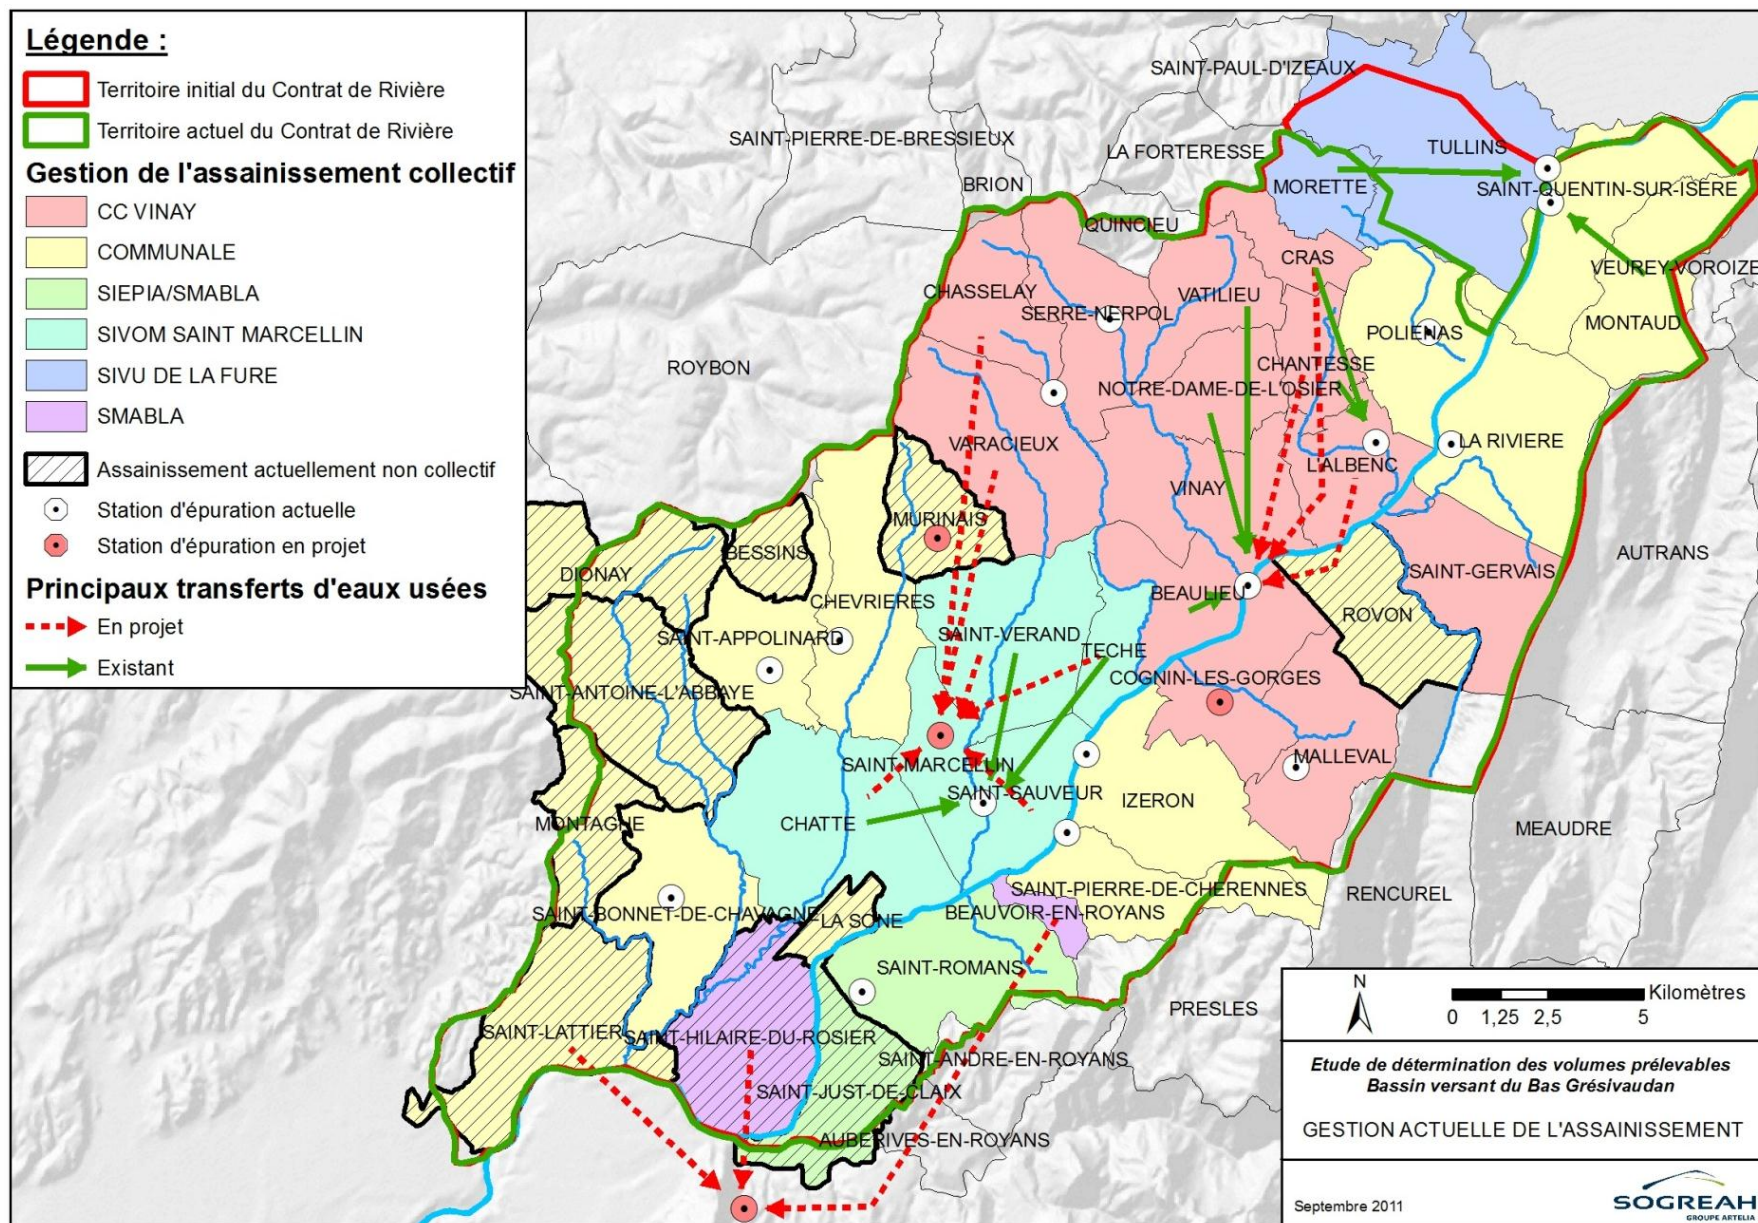 Légende :
Territoire initial du Contrat de Rivière
Territoire actuel du Contrat de Rivière
Gestion de l'assainissement collectif
CC VINAY
COMMUNALE
SIEPIA/SMABLA
SIVOM SAINT MARCELLIN
SIVU DE LA FURE
SMABLA
Assainissement actuellement non collectif
Station d'épuration actuelle
Station d'épuration en projet
Principaux transferts d'eaux usées
En projet
Existant
SAINT-PAUL-D'IZEAUX
SAINT-PIERRE-DE-BRESSIEUX
LA FORTERESSE
TULLINS
BRION
MORETTE
SAINT-QUENTIN-SUR-ISERE
QUINCIEU
CRAS
VEUREY-VOROIZE
CHASSELAY
VATILIEU
SERRE-NERPOL
MONTAUD
POLIENAS
ROYBON
CHANTESSE
NOTRE-DAME-DE-L'OSIER
VARACIEUX
LA RIVIERE
L'ALBENC
VINAY
MURINAIS
BESSINS
AUTRANS
DIONAY
SAINT-GERVAIS
BEAULIEU
CHEVRIERES
ROVON
SAINT-APPOLINARD
SAINT-VERAND
TECHE
COGNIN-LES-GORGES
SAINT-ANTOINE-L'ABBAYE
MALLEVAL
SAINT-MARCELLIN
SAINT-SAUVEUR
IZERON
MONTAGNE
CHATTE
MEAUDRE
SAINT-PIERRE-DE-CHERENNES
RENCUREL
SAINT-BONNET-DE-CHAVAGNE
LA SONE
BEAUVOIR-EN-ROYANS
SAINT-ROMANS
PRESLES
SAINT-LATTIER
SAINT-HILAIRE-DU-ROSIER
SAINT-ANDRE-EN-ROYANS
SAINT-JUST-DE-CLAIX
AUBERIVES-EN-ROYANS
N
Kilomètres
0 1,25 2,5 5
Etude de détermination des volumes prélevables
Bassin versant du Bas Grésivaudan
GESTION ACTUELLE DE L'ASSAINISSEMENT
Septembre 2011
SOGREAH
GROUPE ARTELIA